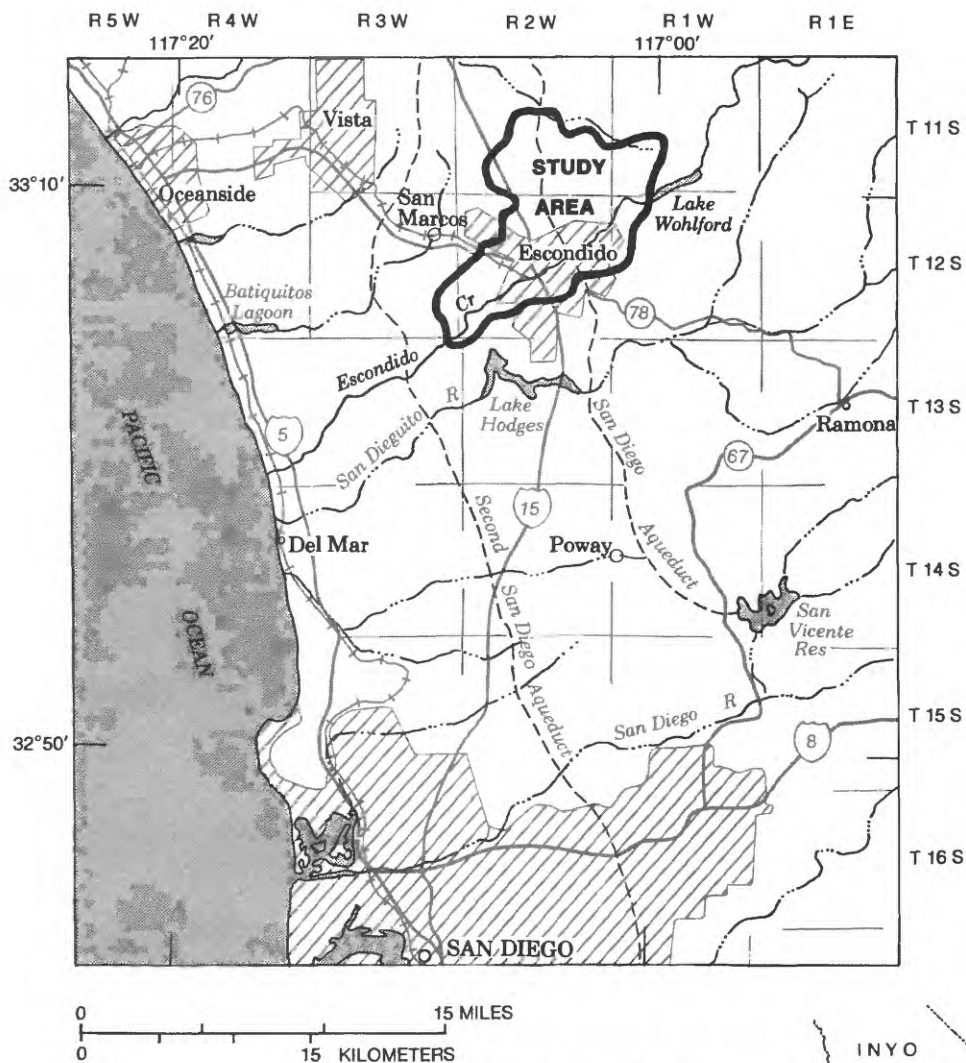 R 5 W R 4 W R 3 W R 2 W R 1 W R 1 E
117°20' 117°00'
76
T 11 S
Vista
STUDY
33°10'
Oceanside
San
Marcos
AREA
Lake
Wohlford
Escondido
T 12 S
Batiquitos
Lagoon
Cr
78
Escondido
T 13 S
Lake
Hodges
R
San Dieguito
San Diego
Aqueduct
Ramona
PACIFIC
OCEAN
5
67
15
Second
San Diego
Aqueduct
Del Mar
Poway
T 14 S
San
Vicente
Res
San Diego R
T 15 S
32°50'
8
T 16 S
SAN DIEGO
0 15 MILES
0 15 KILOMETERS
INYO